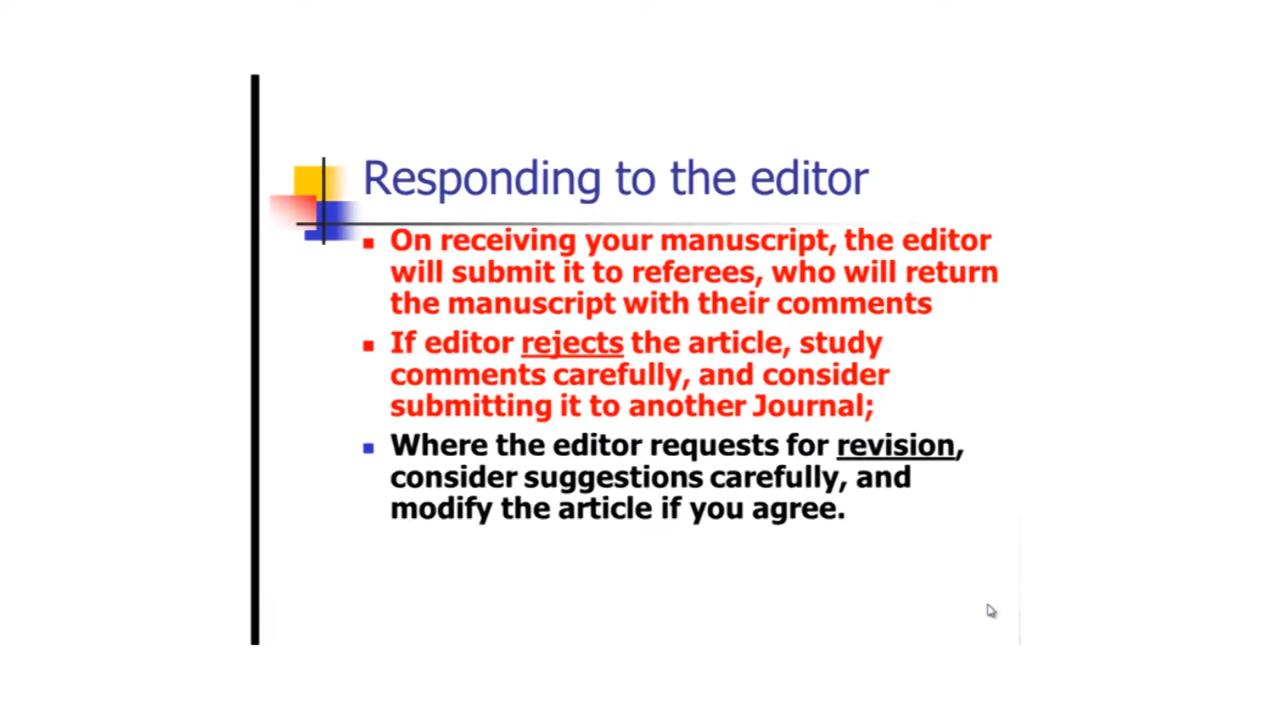 Responding to the editor
On receiving your manuscript, the editor
will submit it to referees, who will return
the manuscript with their comments
If editor rejects the article, study
comments carefully, and consider
submitting it to another Journal;
Where the editor requests for revision,
consider suggestions carefully, and
modify the article if you agree.